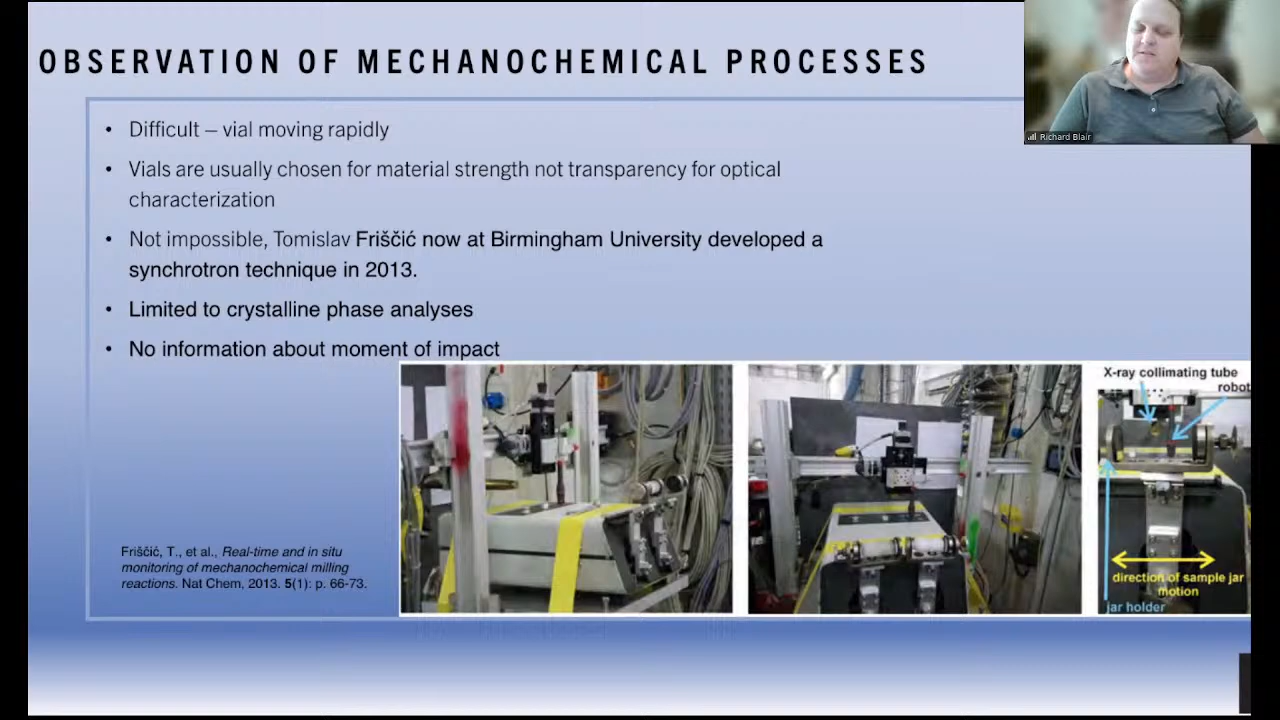 OBSERVATION OF MECHANOCHEMICAL PROCESSES
Richard Blair
• Difficult – vial moving rapidly
• Vials are usually chosen for material strength not transparency for optical
characterization
• Not impossible, Tomislav Friščić now at Birmingham University developed a
synchrotron technique in 2013.
• Limited to crystalline phase analyses
• No information about moment of impact
X-ray collimating tube
robot
direction of sample jar
motion
jar holder
Friščić, T., et al., Real-time and in situ
monitoring of mechanochemical milling
reactions. Nat Chem, 2013. 5(1): p. 66-73.